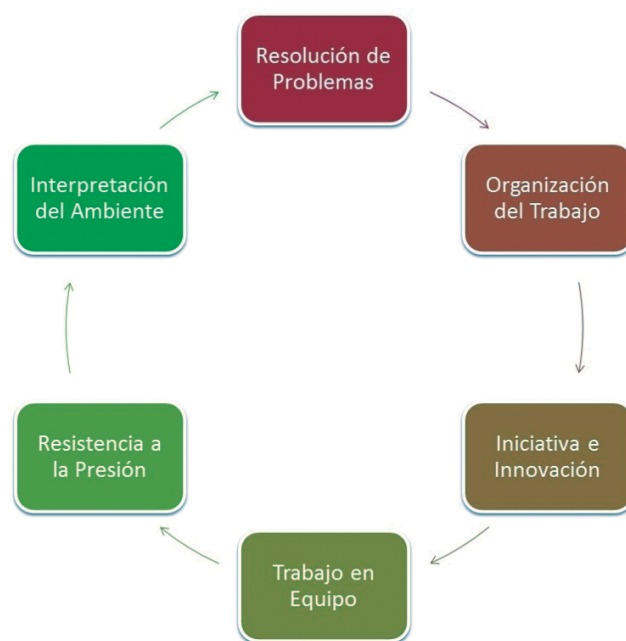 Resolución de
Problemas
Organización
del Trabajo
Iniciativa e
Innovación
Trabajo en
Equipo
Resistencia a
la Presión
Interpretación
del Ambiente